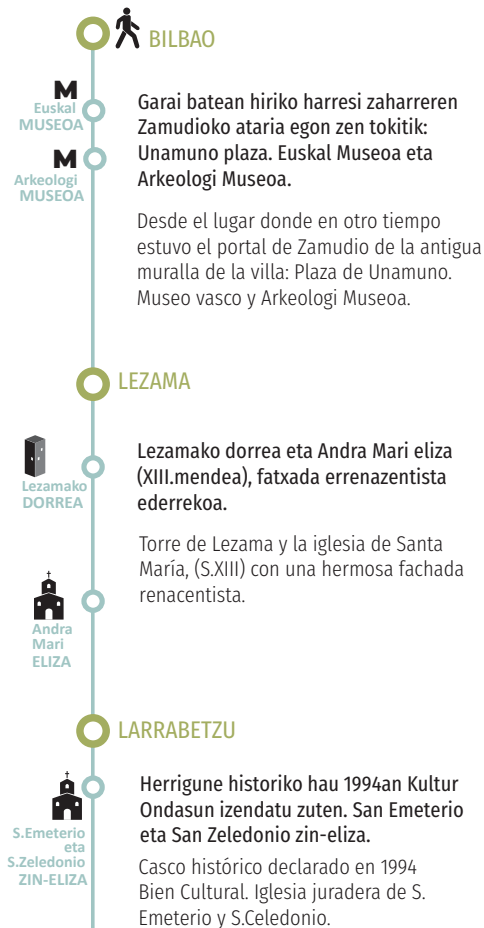 BILBAO
M
Euskal
MUSEOA
M
Arkeologi
MUSEOA
Garai batean hiriko harresi zaharreren
Zamudioko ataria egon zen tokitik:
Unamuno plaza. Euskal Museoa eta
Arkeologi Museoa.
Desde el lugar donde en otro tiempo
estuvo el portal de Zamudio de la antigua
muralla de la villa: Plaza de Unamuno.
Museo vasco y Arkeologi Museoa.
LEZAMA
Lezamako
DORREA
Lezamako dorrea eta Andra Mari eliza
(XIII.mendea), fatxada errenazentista
ederrekoa.
Torre de Lezama y la iglesia de Santa
María, (S.XIII) con una hermosa fachada
renacentista.
Andra
Mari
ELIZA
LARRABETZU
S.Emeterio
eta
S.Zeledonio
ZIN-ELIZA
Herrigune historiko hau 1994an Kultur
Ondasun izendatu zuten. San Emeterio
eta San Zeledonio zin-eliza.
Casco histórico declarado en 1994
Bien Cultural. Iglesia juradera de S.
Emeterio y S.Celedonio.